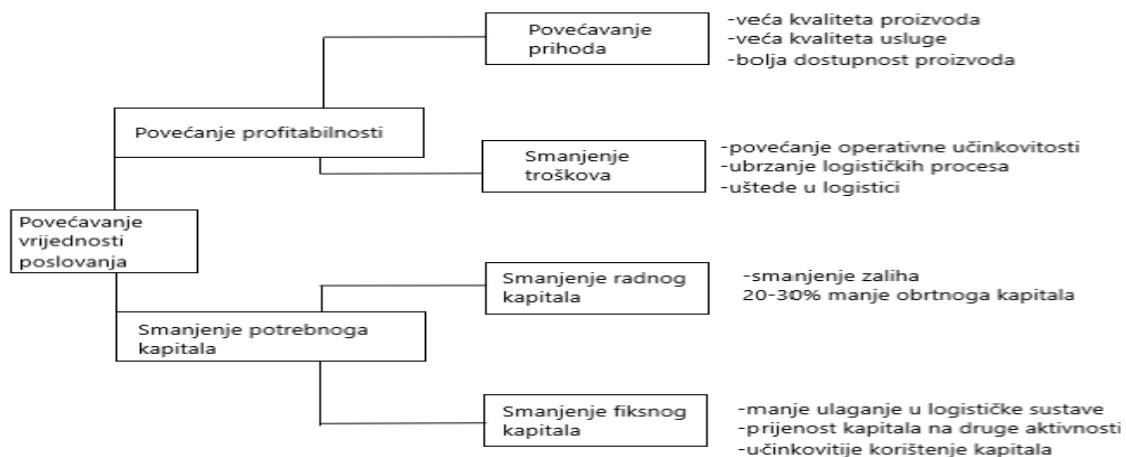 Povećavanje
prihoda
-veća kvaliteta proizvoda
-veća kvaliteta usluge
-bolja dostupnost proizvoda
Povećanje profitabilnosti
Smanjenje
troškova
-povećanje operativne učinkovitosti
-ubrzanje logističkih procesa
-uštede u logistici
Povećavanje
vrijednosti
poslovanja
Smanjenje radnog
kapitala
-smanjenje zaliha
20-30% manje obrtnoga kapitala
Smanjenje potrebnoga
kapitala
Smanjenje fiksnog
kapitala
-manje ulaganje u logističke sustave
-prijenost kapitala na druge aktivnosti
-učinkovitije korištenje kapitala